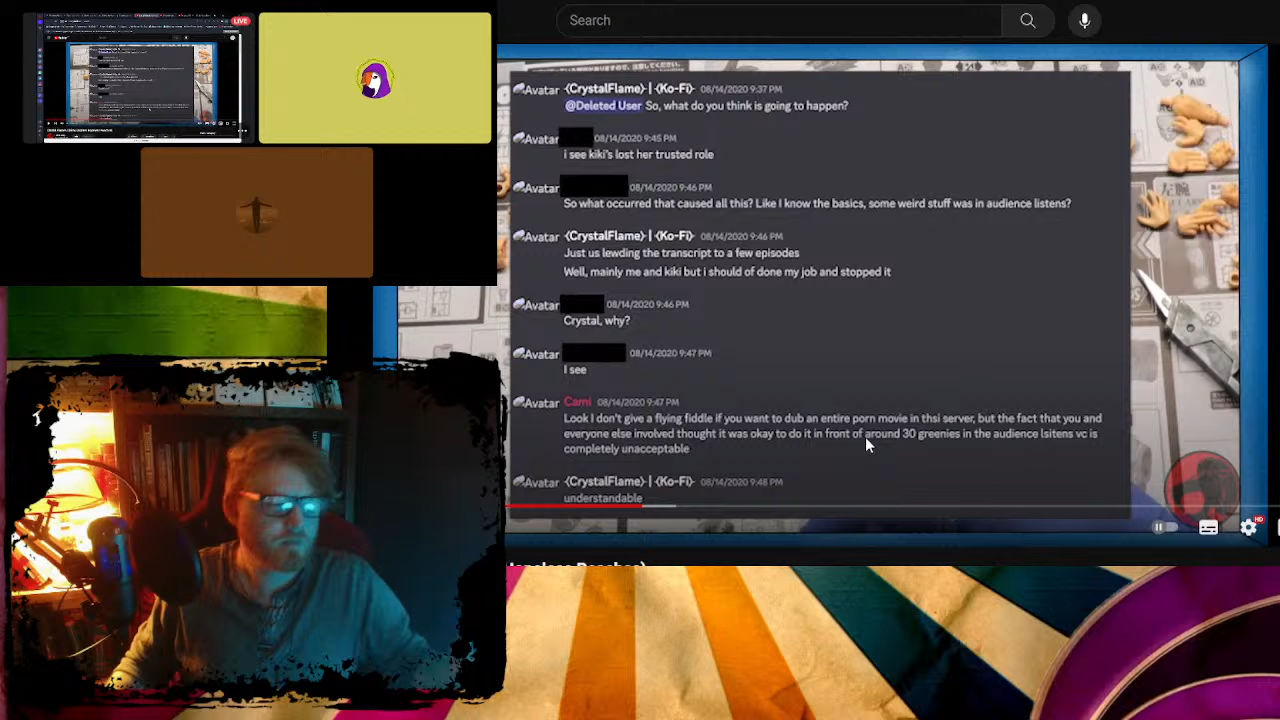 LIVE
Search
Avatar {CrystalFlame} | {Ko-Fi} 08/14/2020 9:37 PM
@Deleted User So, what do you think is going to happen?
Avatar 08/14/2020 9:45 PM
i see kiki's lost her trusted role
Avatar 08/14/2020 9:46 PM
So what occurred that caused all this? Like I know the basics, some weird stuff was in audience listens?
Avatar {CrystalFlame} | {Ko-Fi} 08/14/2020 9:46 PM
Just us lewding the transcript to a few episodes
Well, mainly me and kiki but i should of done my job and stopped it
Avatar 08/14/2020 9:46 PM
Crystal, why?
Avatar 08/14/2020 9:47 PM
I see
Avatar Cami 08/14/2020 9:47 PM
Look I don't give a flying fiddle if you want to dub an entire porn movie in thsi server, but the fact that you and
everyone else involved thought it was okay to do it in front of around 30 greenies in the audience lsitens vc is
completely unacceptable
Avatar {CrystalFlame} | {Ko-Fi} 08/14/2020 9:48 PM
understandable
HD